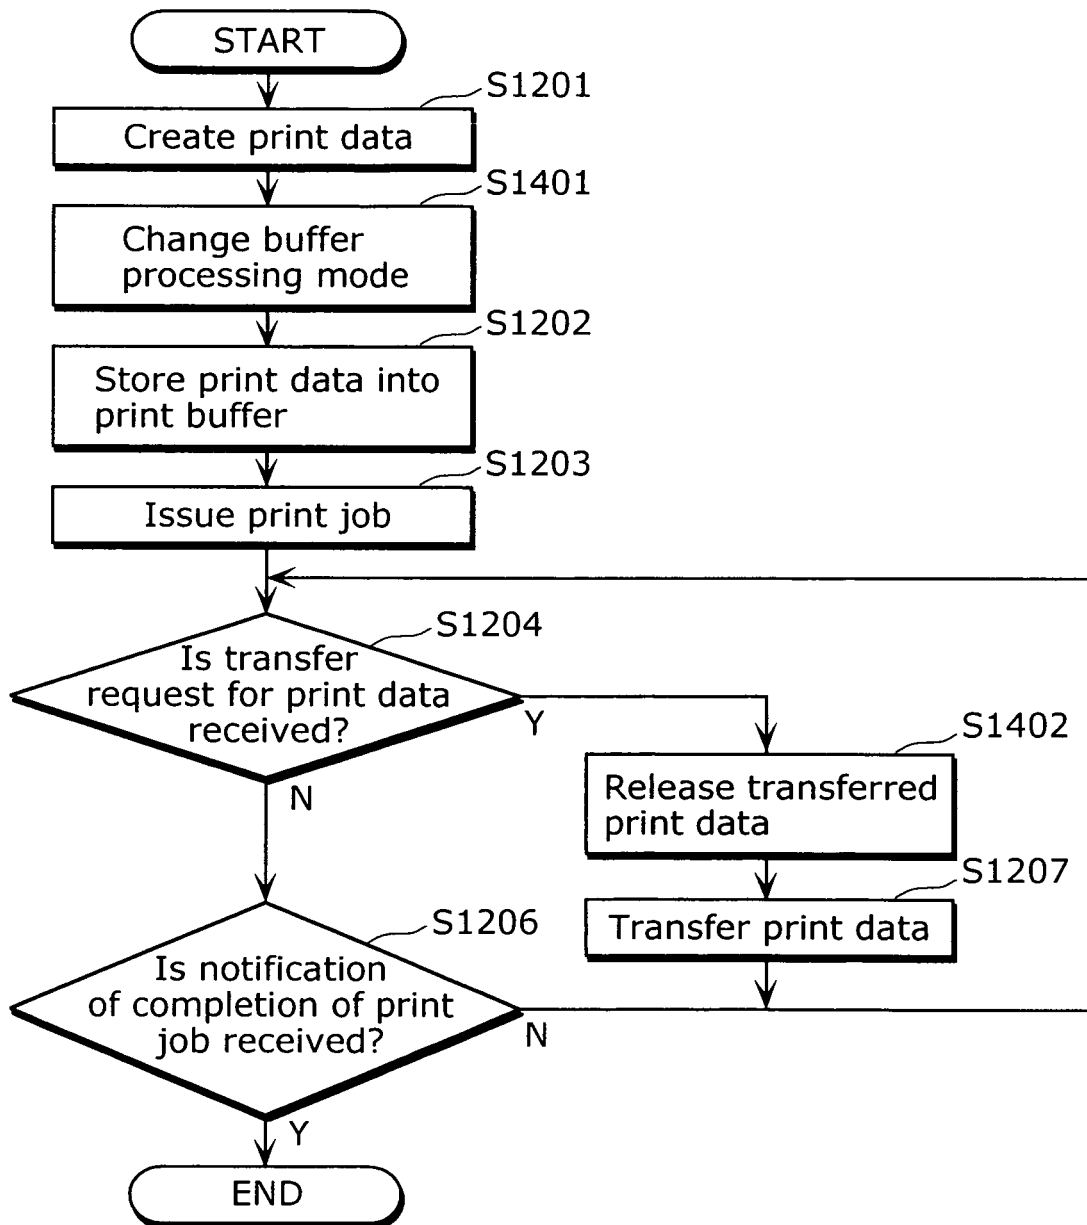 START
S1201
Create print data
S1401
Change buffer
processing mode
S1202
Store print data into
print buffer
S1203
Issue print job
S1204
Is transfer
request for print data
received?
Y
N
S1402
Release transferred
print data
S1207
Transfer print data
S1206
Is notification
of completion of print
job received?
N
Y
END